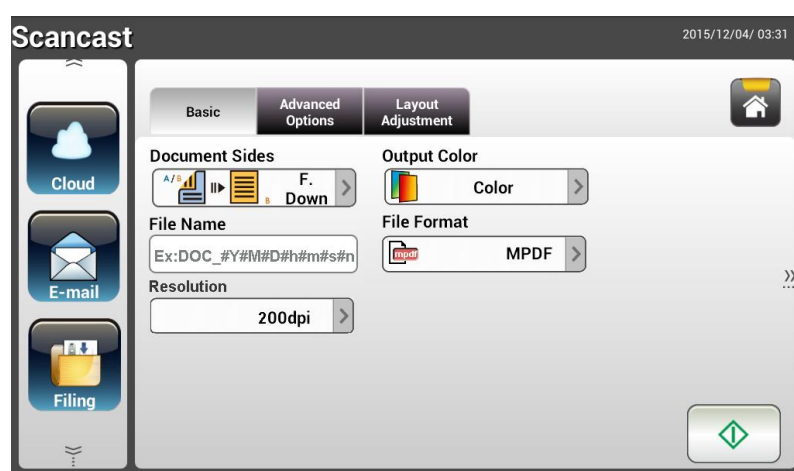 Scancast
2015/12/04/ 03:31
Cloud
E-mail
Filing
Basic
Advanced
Options
Layout
Adjustment
Document Sides
A/B
B
F.
Down
Output Color
Color
File Name
Ex:DOC_#Y#M#D#h#m#s#n
File Format
mpdf
MPDF
Resolution
200dpi